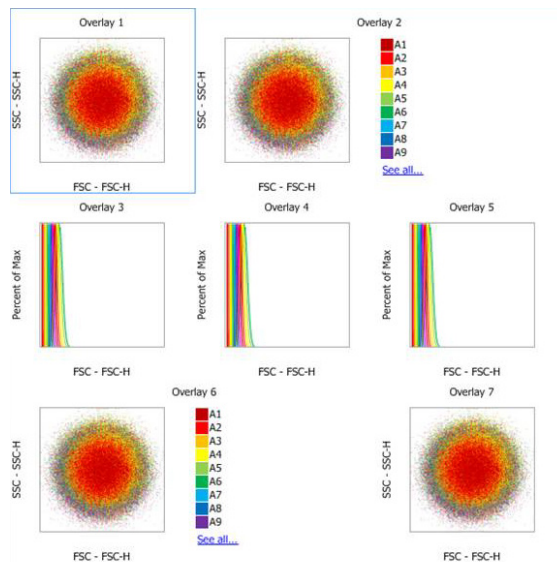 Overlay 1
SSC - SSC-H
FSC - FSC-H
Overlay 2
SSC - SSC-H
FSC - FSC-H
A1
A2
A3
A4
A5
A6
A7
A8
A9
See all...
Overlay 3
Percent of Max
FSC - FSC-H
Overlay 4
Percent of Max
FSC - FSC-H
Overlay 5
Percent of Max
FSC - FSC-H
Overlay 6
SSC - SSC-H
FSC - FSC-H
A1
A2
A3
A4
A5
A6
A7
A8
A9
See all...
Overlay 7
SSC - SSC-H
FSC - FSC-H